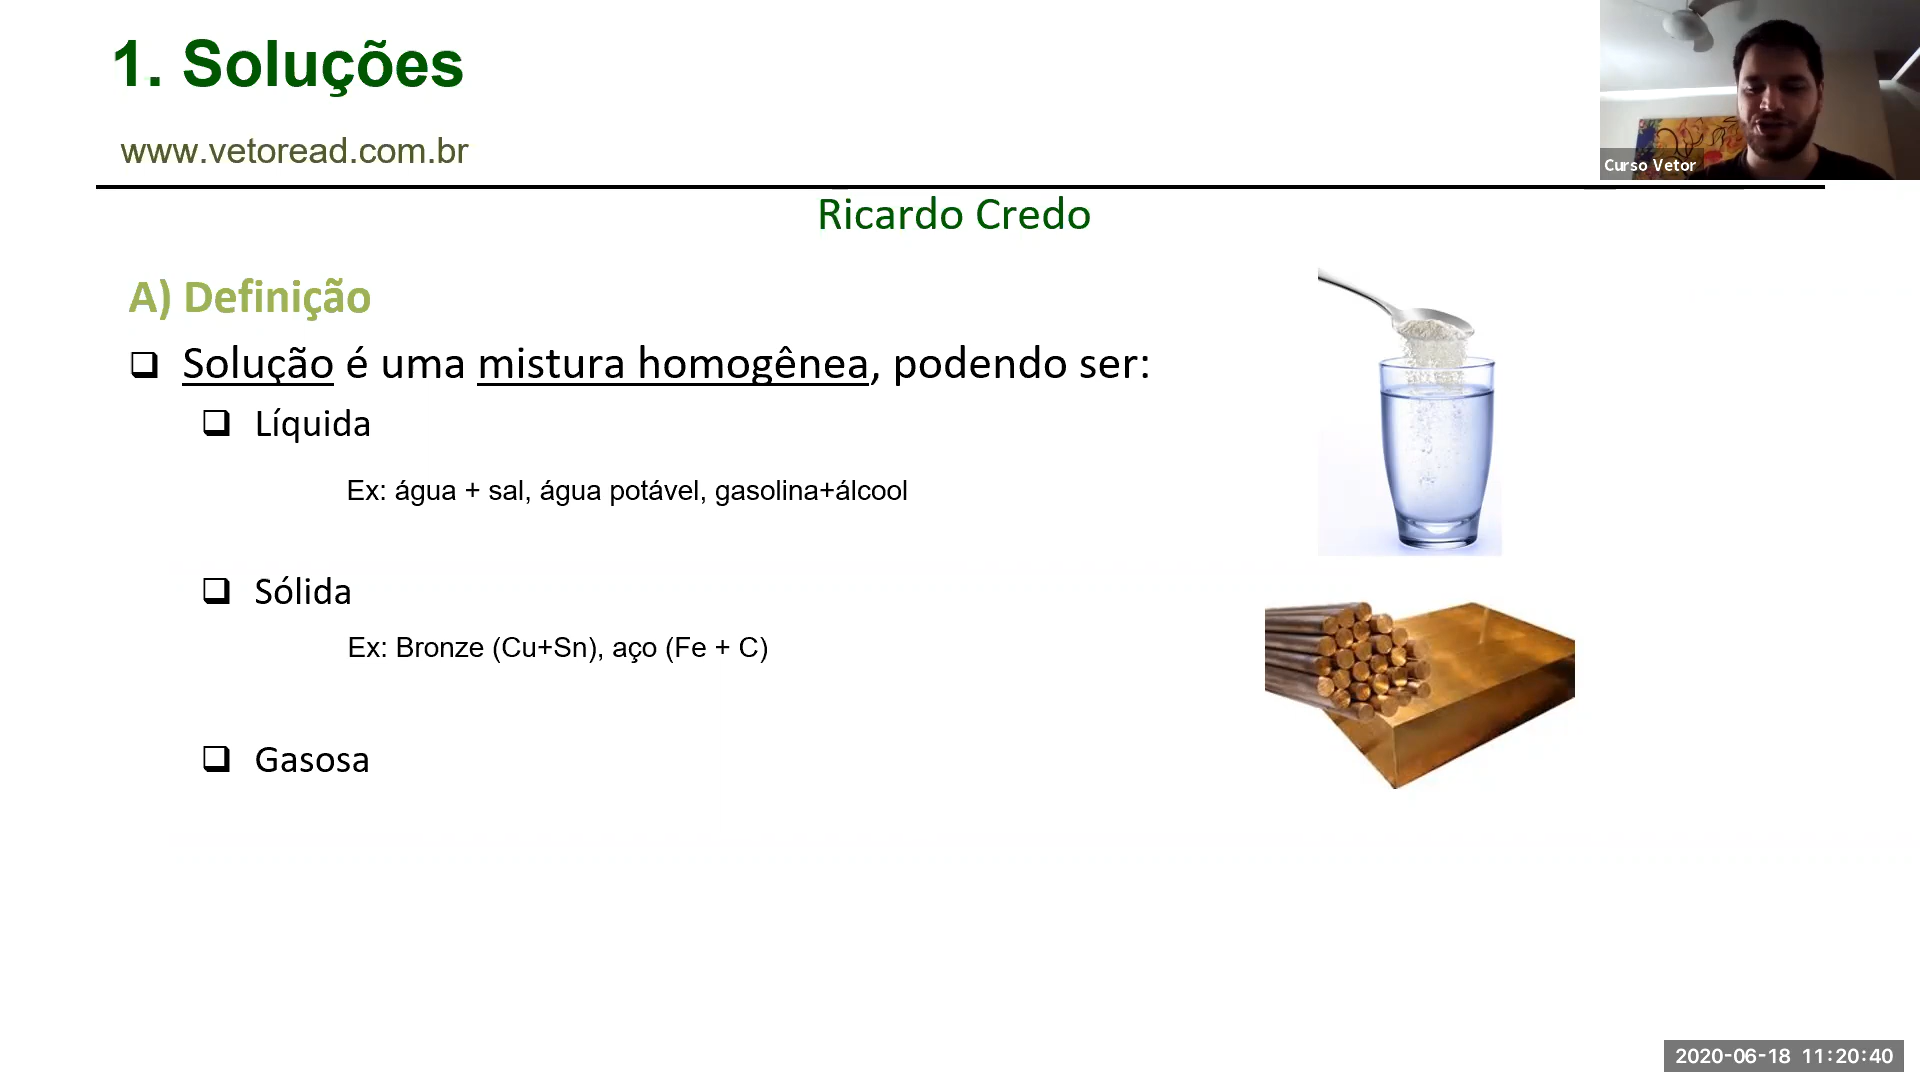 1. Soluções
www.vetoread.com.br
Curso Vetor
Ricardo Credo
A) Definição
Solução é uma mistura homogênea, podendo ser:
Líquida
Ex: água + sal, água potável, gasolina+álcool
Sólida
Ex: Bronze (Cu+Sn), aço (Fe + C)
Gasosa
2020-06-18 11:20:40